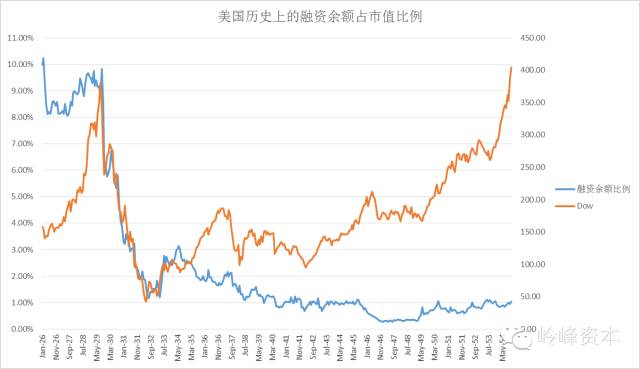 美国历史上的融资余额占市值比例
11.00%
10.00%
9.00%
8.00%
7.00%
6.00%
5.00%
4.00%
3.00%
2.00%
1.00%
0.00%
450.00
400.00
350.00
300.00
250.00
200.00
150.00
100.00
50.00
融资余额比例
Dow
Jan-26
Nov-26
Sep-27
Jul-28
May-29
Mar-30
Jan-31
Nov-31
Sep-32
Jul-33
May-34
Mar-35
Jan-36
Nov-36
Sep-37
Jul-38
May-39
Mar-40
Jan-41
Nov-41
Sep-42
Jul-43
May-44
Mar-45
Jan-46
Nov-46
Sep-47
Jul-48
May-49
Mar-50
Jan-51
Nov-51
Sep-52
Jul-53
岭峰资本